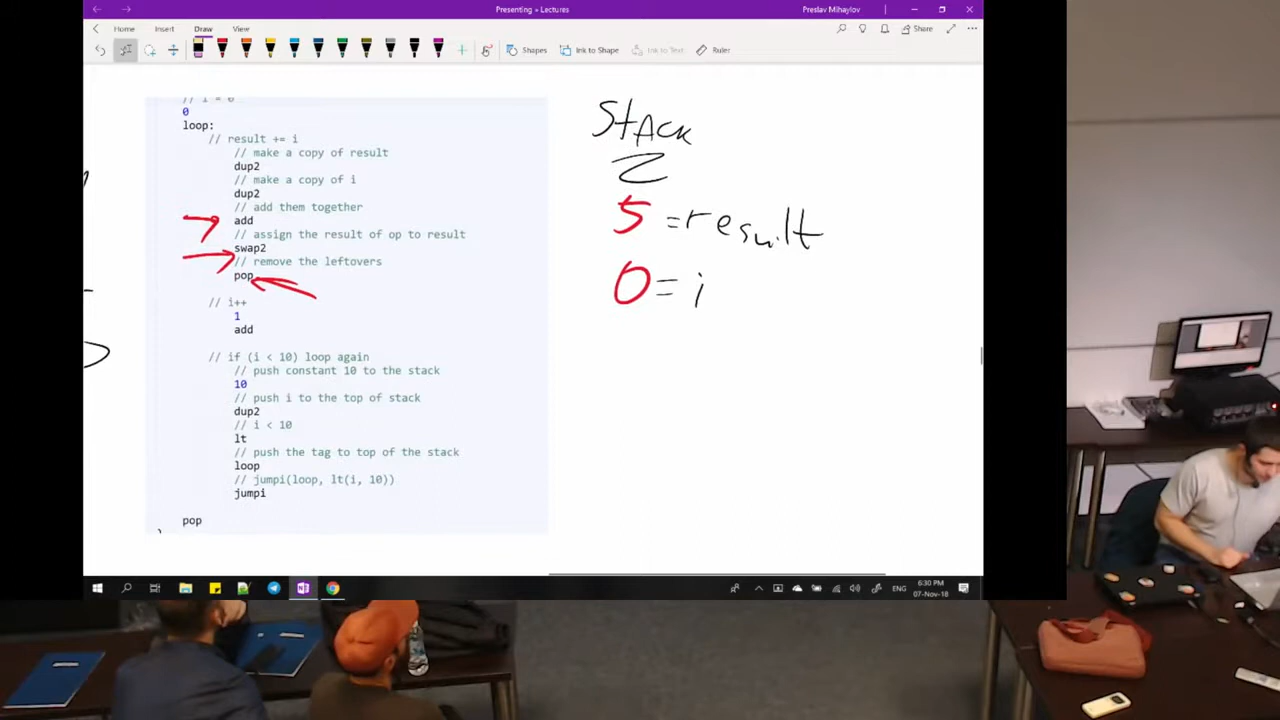 Presenting » Lectures
Preslav Mihaylov
Home
Insert
Draw
View
Share
Shapes
Ink to Shape
Ink to Text
Ruler
// i = 0
0
loop:
// result += i
// make a copy of result
dup2
// make a copy of i
dup2
// add them together
add
// assign the result of op to result
swap2
// remove the leftovers
pop
// i++
1
add
// if (i < 10) loop again
// push constant 10 to the stack
10
// push i to the top of stack
dup2
// i < 10
lt
// push the tag to top of the stack
loop
// jumpi(loop, lt(i, 10))
jumpi
pop
Stack
5 = result
0 = i
ENG
6:30 PM
07-Nov-18